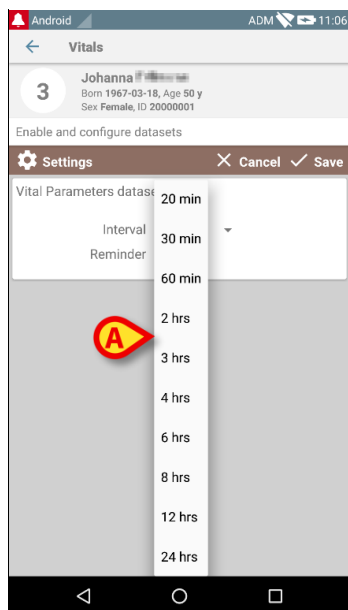 Android ADM 11:06
Vitals
3
Johanna
Born 1967-03-18, Age 50 y
Sex Female, ID 20000001
Enable and configure datasets
Settings Cancel Save
Vital Parameters datase
Interval
Reminder
20 min
30 min
60 min
2 hrs
3 hrs
4 hrs
6 hrs
8 hrs
12 hrs
24 hrs
A